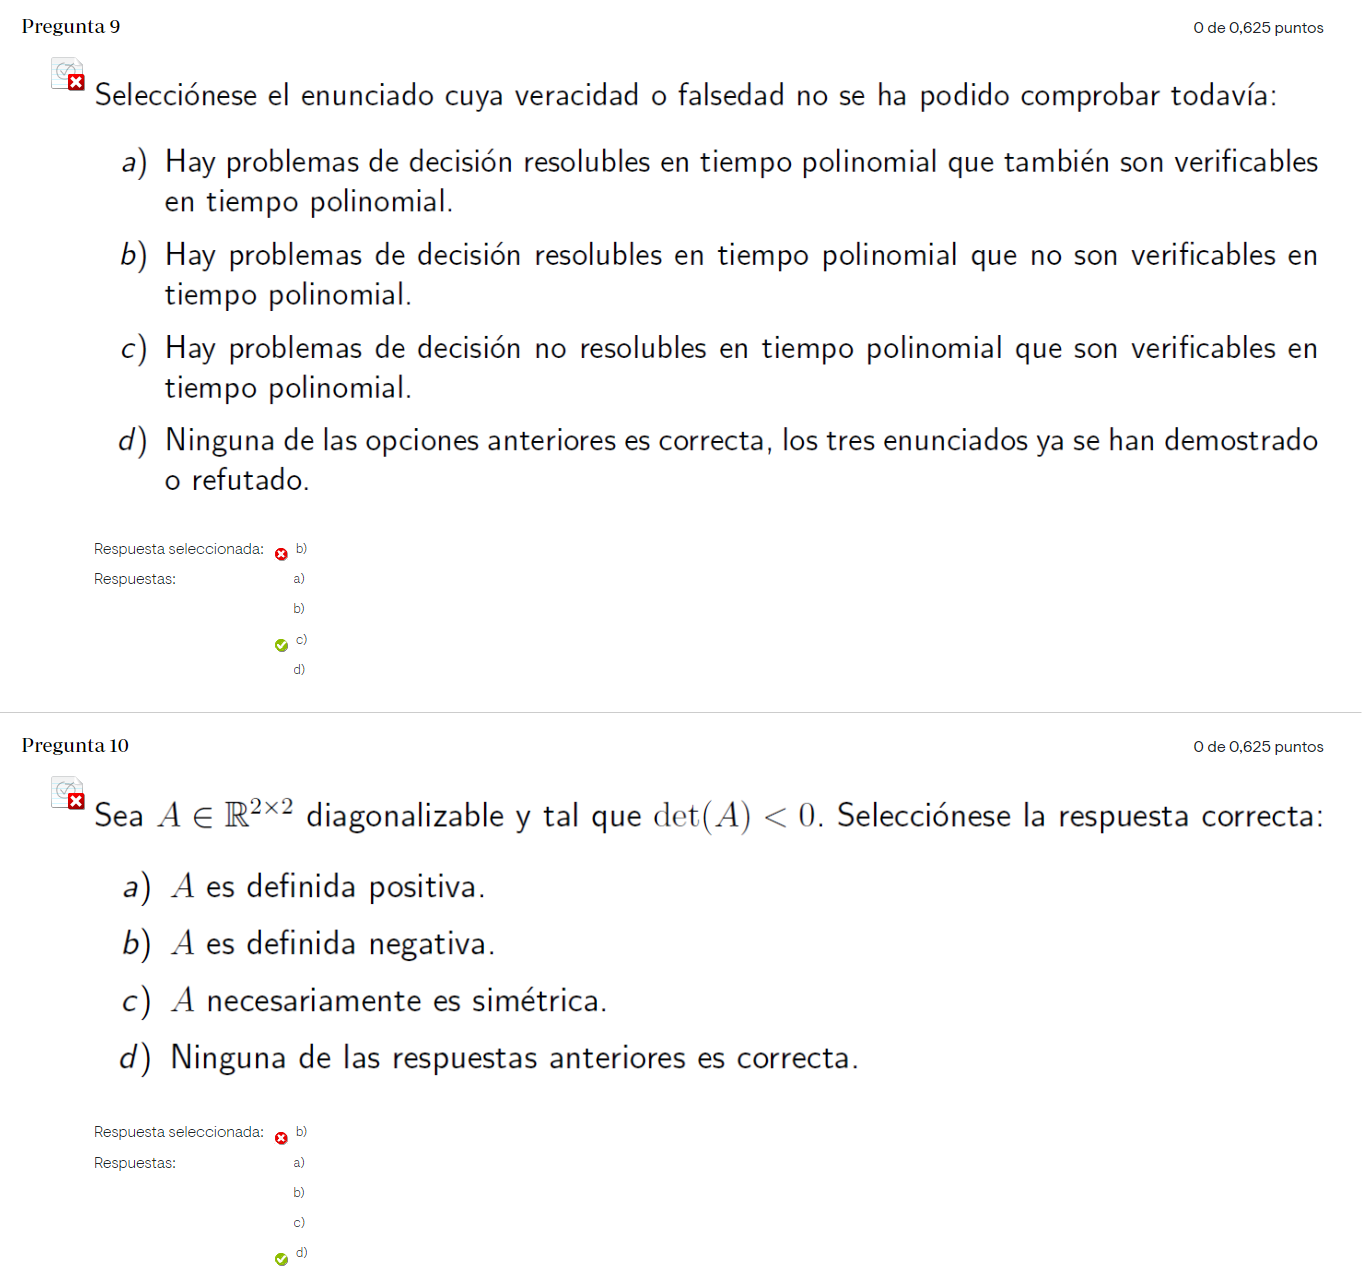 Pregunta 9
0 de 0,625 puntos
Selecciónese el enunciado cuya veracidad o falsedad no se ha podido comprobar todavía:
a) Hay problemas de decisión resolubles en tiempo polinomial que también son verificables
en tiempo polinomial.
b) Hay problemas de decisión resolubles en tiempo polinomial que no son verificables en
tiempo polinomial.
c) Hay problemas de decisión no resolubles en tiempo polinomial que son verificables en
tiempo polinomial.
d) Ninguna de las opciones anteriores es correcta, los tres enunciados ya se han demostrado
o refutado.
Respuesta seleccionada: b)
Respuestas: a)
b)
c)
d)
Pregunta 10
0 de 0,625 puntos
Sea A ∈ ℝ^{2×2} diagonalizable y tal que det(A) < 0. Selecciónese la respuesta correcta:
a) A es definida positiva.
b) A es definida negativa.
c) A necesariamente es simétrica.
d) Ninguna de las respuestas anteriores es correcta.
Respuesta seleccionada: b)
Respuestas: a)
b)
c)
d)